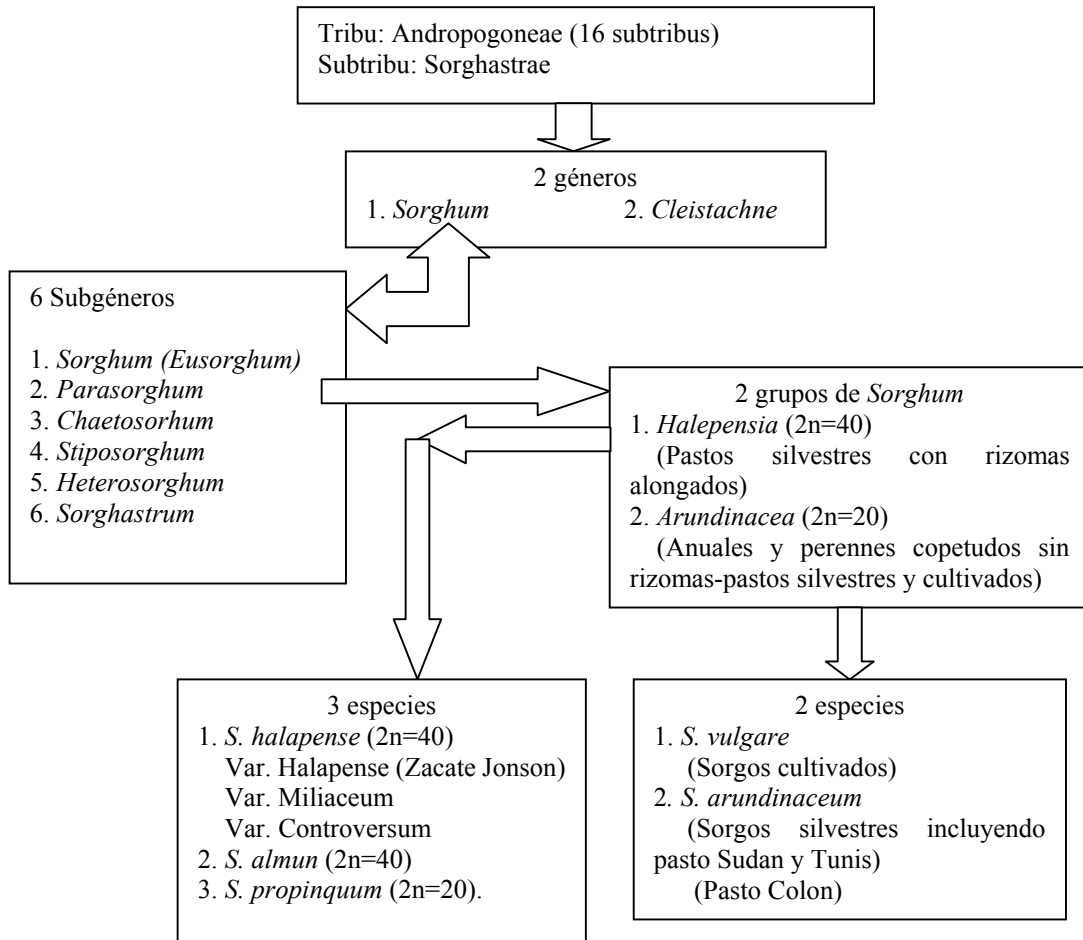 Tribu: Andropogoneae (16 subtribus)
Subtribu: Sorghastrae
2 géneros
1. Sorghum 2. Cleistachne
6 Subgéneros
1. Sorghum (Eusorghum)
2. Parasorghum
3. Chaetosorhum
4. Stiposorghum
5. Heterosorghum
6. Sorghastrum
2 grupos de Sorghum
1. Halepensia (2n=40)
(Pastos silvestres con rizomas
alongados)
2. Arundinacea (2n=20)
(Anuales y perennes copetudos sin
rizomas-pastos silvestres y cultivados)
3 especies
1. S. halapense (2n=40)
Var. Halapense (Zacate Jonson)
Var. Miliaceum
Var. Controversum
2. S. almun (2n=40)
3. S. propinquum (2n=20).
2 especies
1. S. vulgare
(Sorgos cultivados)
2. S. arundinaceum
(Sorgos silvestres incluyendo
pasto Sudan y Tunis)
(Pasto Colon)